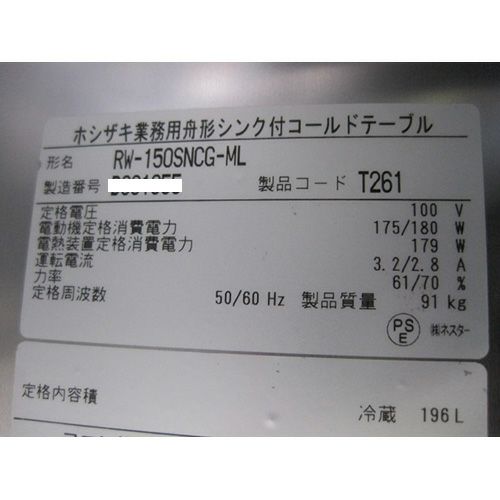 ホシザキ業務用舟形シンク付コールドテーブル
形名 RW-150SNCG-ML
製造番号 製品コード T261
定格電圧 100 V
電動機定格消費電力 175/180 W
電熱装置定格消費電力 179 W
運転電流 3.2/2.8 A
力率 61/70 %
定格周波数 50/60 Hz 製品質量 91 kg
PSE ㈱ネスター
定格内容積
冷蔵 196 L